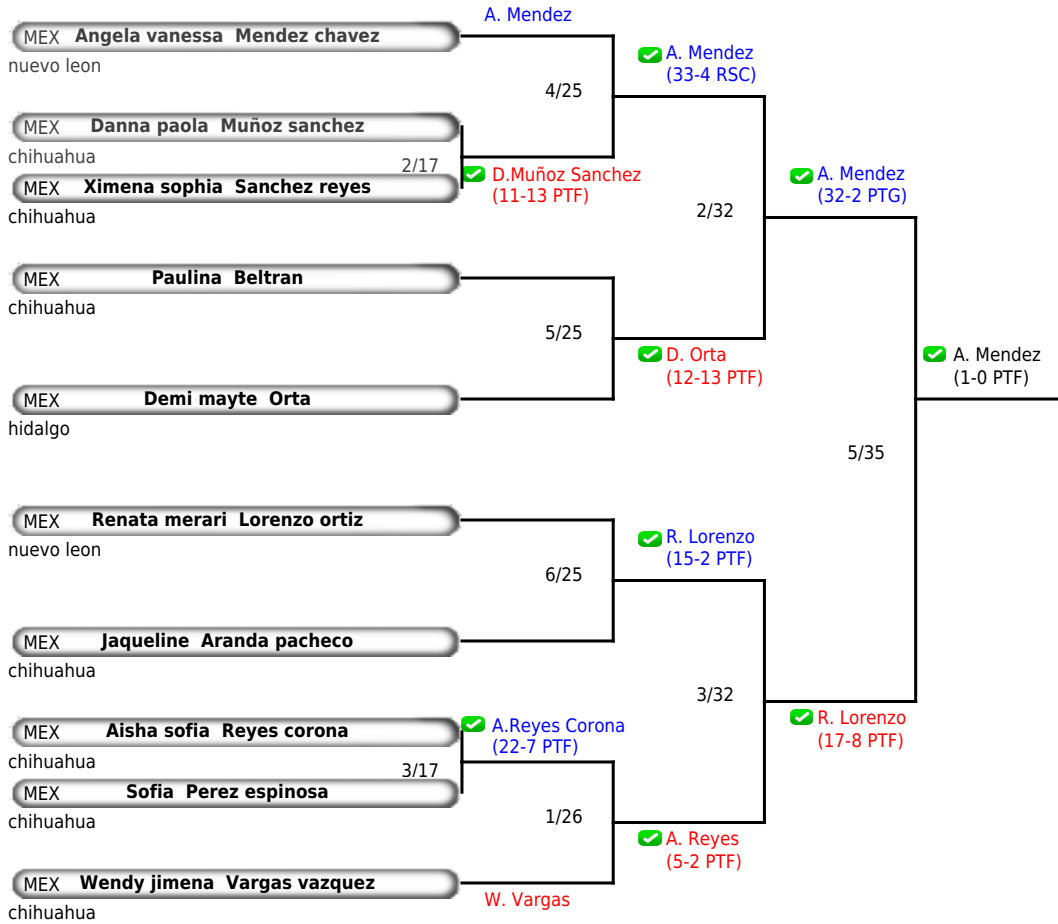 A. Mendez
MEX Angela vanessa Mendez chavez
nuevo leon
A. Mendez
(33-4 RSC)
4/25
MEX Danna paola Muñoz sanchez
chihuahua
2/17
D.Muñoz Sanchez
(11-13 PTF)
MEX Ximena sophia Sanchez reyes
chihuahua
A. Mendez
(32-2 PTG)
2/32
MEX Paulina Beltran
chihuahua
5/25
D. Orta
(12-13 PTF)
A. Mendez
(1-0 PTF)
MEX Demi mayte Orta
hidalgo
5/35
MEX Renata merari Lorenzo ortiz
nuevo leon
R. Lorenzo
(15-2 PTF)
6/25
MEX Jaqueline Aranda pacheco
chihuahua
3/32
R. Lorenzo
(17-8 PTF)
MEX Aisha sofia Reyes corona
chihuahua
A.Reyes Corona
(22-7 PTF)
3/17
MEX Sofia Perez espinosa
chihuahua
1/26
A. Reyes
(5-2 PTF)
MEX Wendy jimena Vargas vazquez
chihuahua
W. Vargas